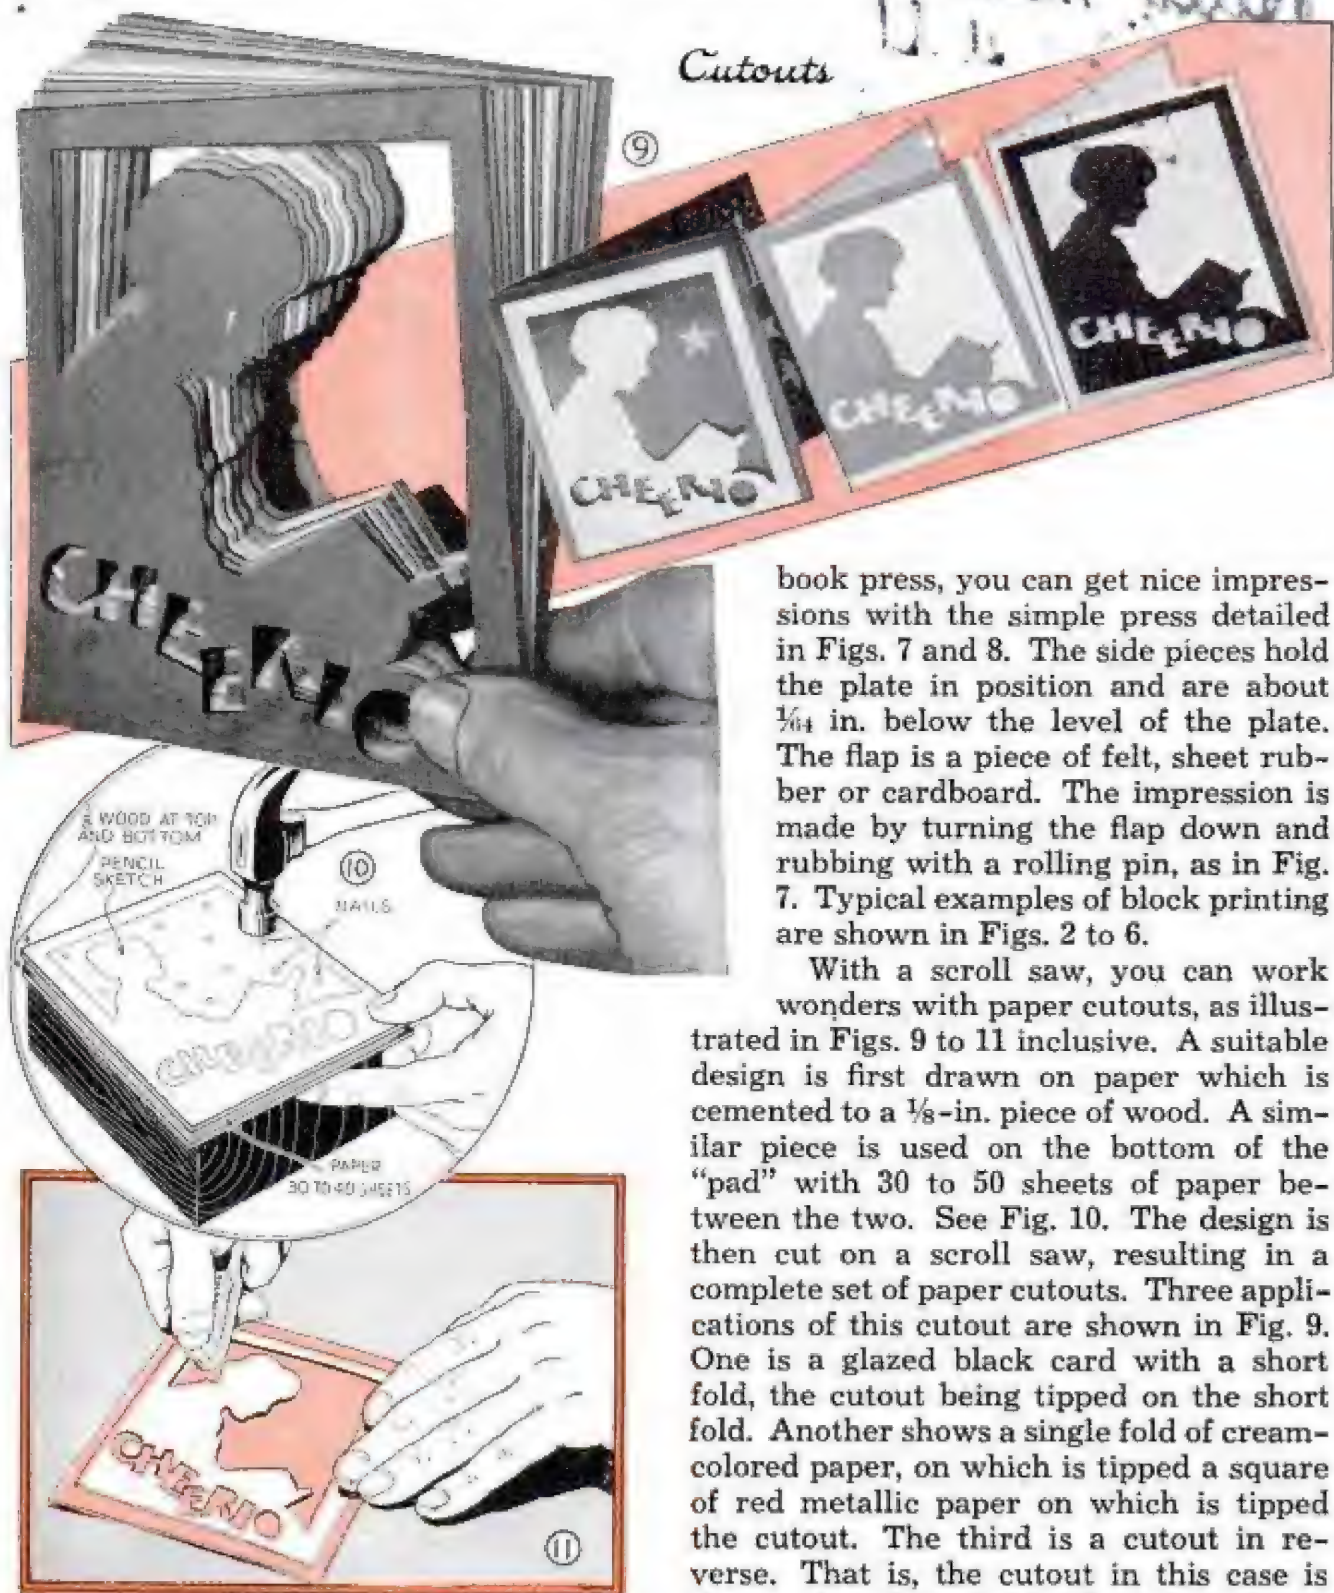 Cutouts
9
CHEERIO
CHEERIO
CHEERIO
CHEERIO
book press, you can get nice impres-
sions with the simple press detailed
in Figs. 7 and 8. The side pieces hold
the plate in position and are about
1/64 in. below the level of the plate.
The flap is a piece of felt, sheet rub-
ber or cardboard. The impression is
made by turning the flap down and
rubbing with a rolling pin, as in Fig.
7. Typical examples of block printing
are shown in Figs. 2 to 6.
With a scroll saw, you can work
wonders with paper cutouts, as illus-
trated in Figs. 9 to 11 inclusive. A suitable
design is first drawn on paper which is
cemented to a ⅛-in. piece of wood. A sim-
ilar piece is used on the bottom of the
“pad” with 30 to 50 sheets of paper be-
tween the two. See Fig. 10. The design is
then cut on a scroll saw, resulting in a
complete set of paper cutouts. Three appli-
cations of this cutout are shown in Fig. 9.
One is a glazed black card with a short
fold, the cutout being tipped on the short
fold. Another shows a single fold of cream-
colored paper, on which is tipped a square
of red metallic paper on which is tipped
the cutout. The third is a cutout in re-
verse. That is, the cutout in this case is
WOOD AT TOP
AND BOTTOM
PENCIL
SKETCH
10
NAILS
CHEERIO
PAPER
30 TO 40 SHEETS
CHEERIO
11